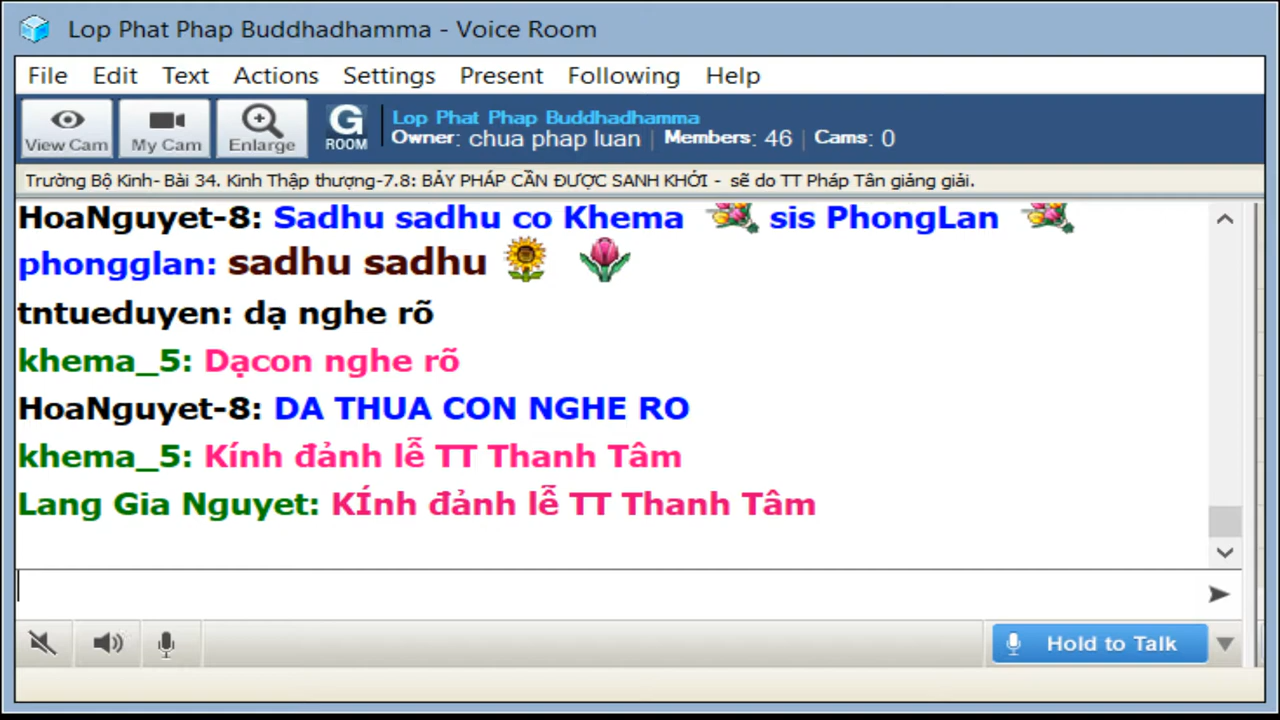 Lop Phat Phap Buddhadhamma - Voice Room
File Edit Text Actions Settings Present Following Help
View Cam My Cam Enlarge G ROOM Lop Phat Phap Buddhadhamma
Owner: chua phap luan | Members: 46 | Cams: 0
Trường Bộ Kinh- Bài 34. Kinh Thập thượng-7.8: BẢY PHÁP CẦN ĐƯỢC SANH KHỞI - sẽ do TT Pháp Tân giảng giải.
HoaNguyet-8: Sadhu sadhu co Khema sis PhongLan
phongglan: sadhu sadhu
tntueduyen: dạ nghe rõ
khema_5: Dạcon nghe rõ
HoaNguyet-8: DA THUA CON NGHE RO
khema_5: Kính đảnh lễ TT Thanh Tâm
Lang Gia Nguyet: KÍnh đảnh lễ TT Thanh Tâm
Hold to Talk